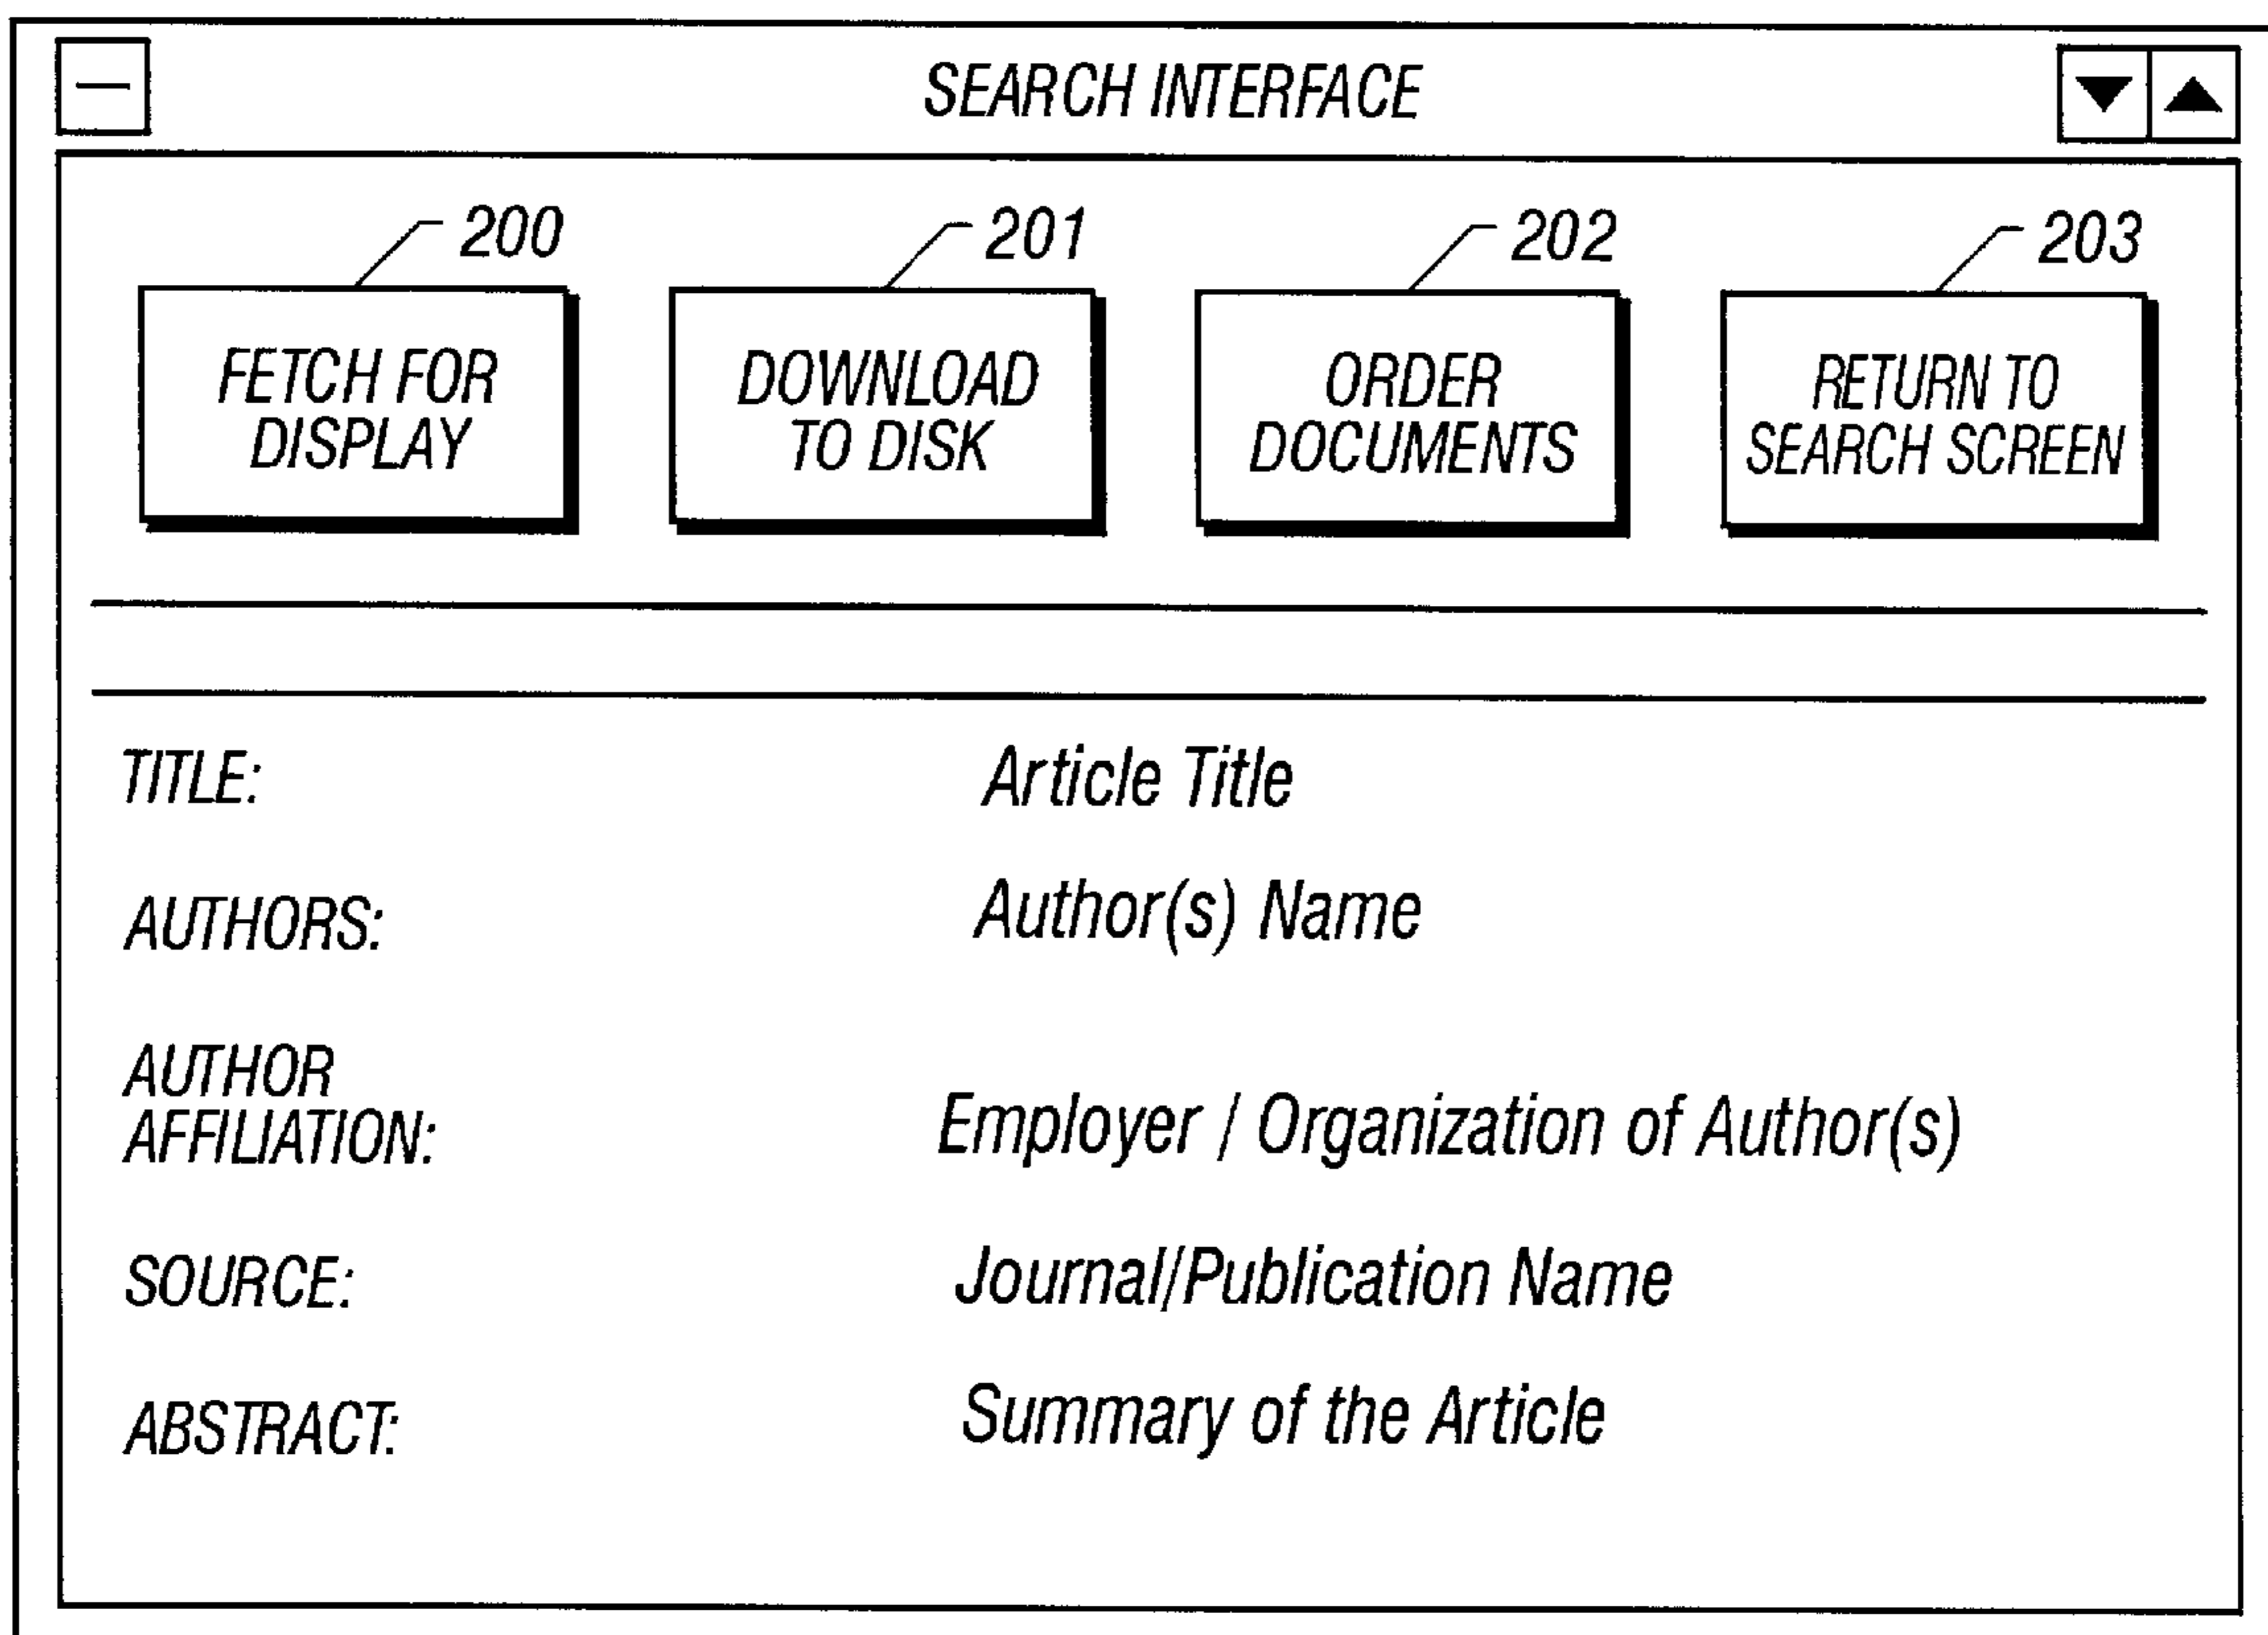 SEARCH INTERFACE
200 201 202 203
FETCH FOR
DISPLAY
DOWNLOAD
TO DISK
ORDER
DOCUMENTS
RETURN TO
SEARCH SCREEN
TITLE: Article Title
AUTHORS: Author(s) Name
AUTHOR
AFFILIATION: Employer / Organization of Author(s)
SOURCE: Journal/Publication Name
ABSTRACT: Summary of the Article